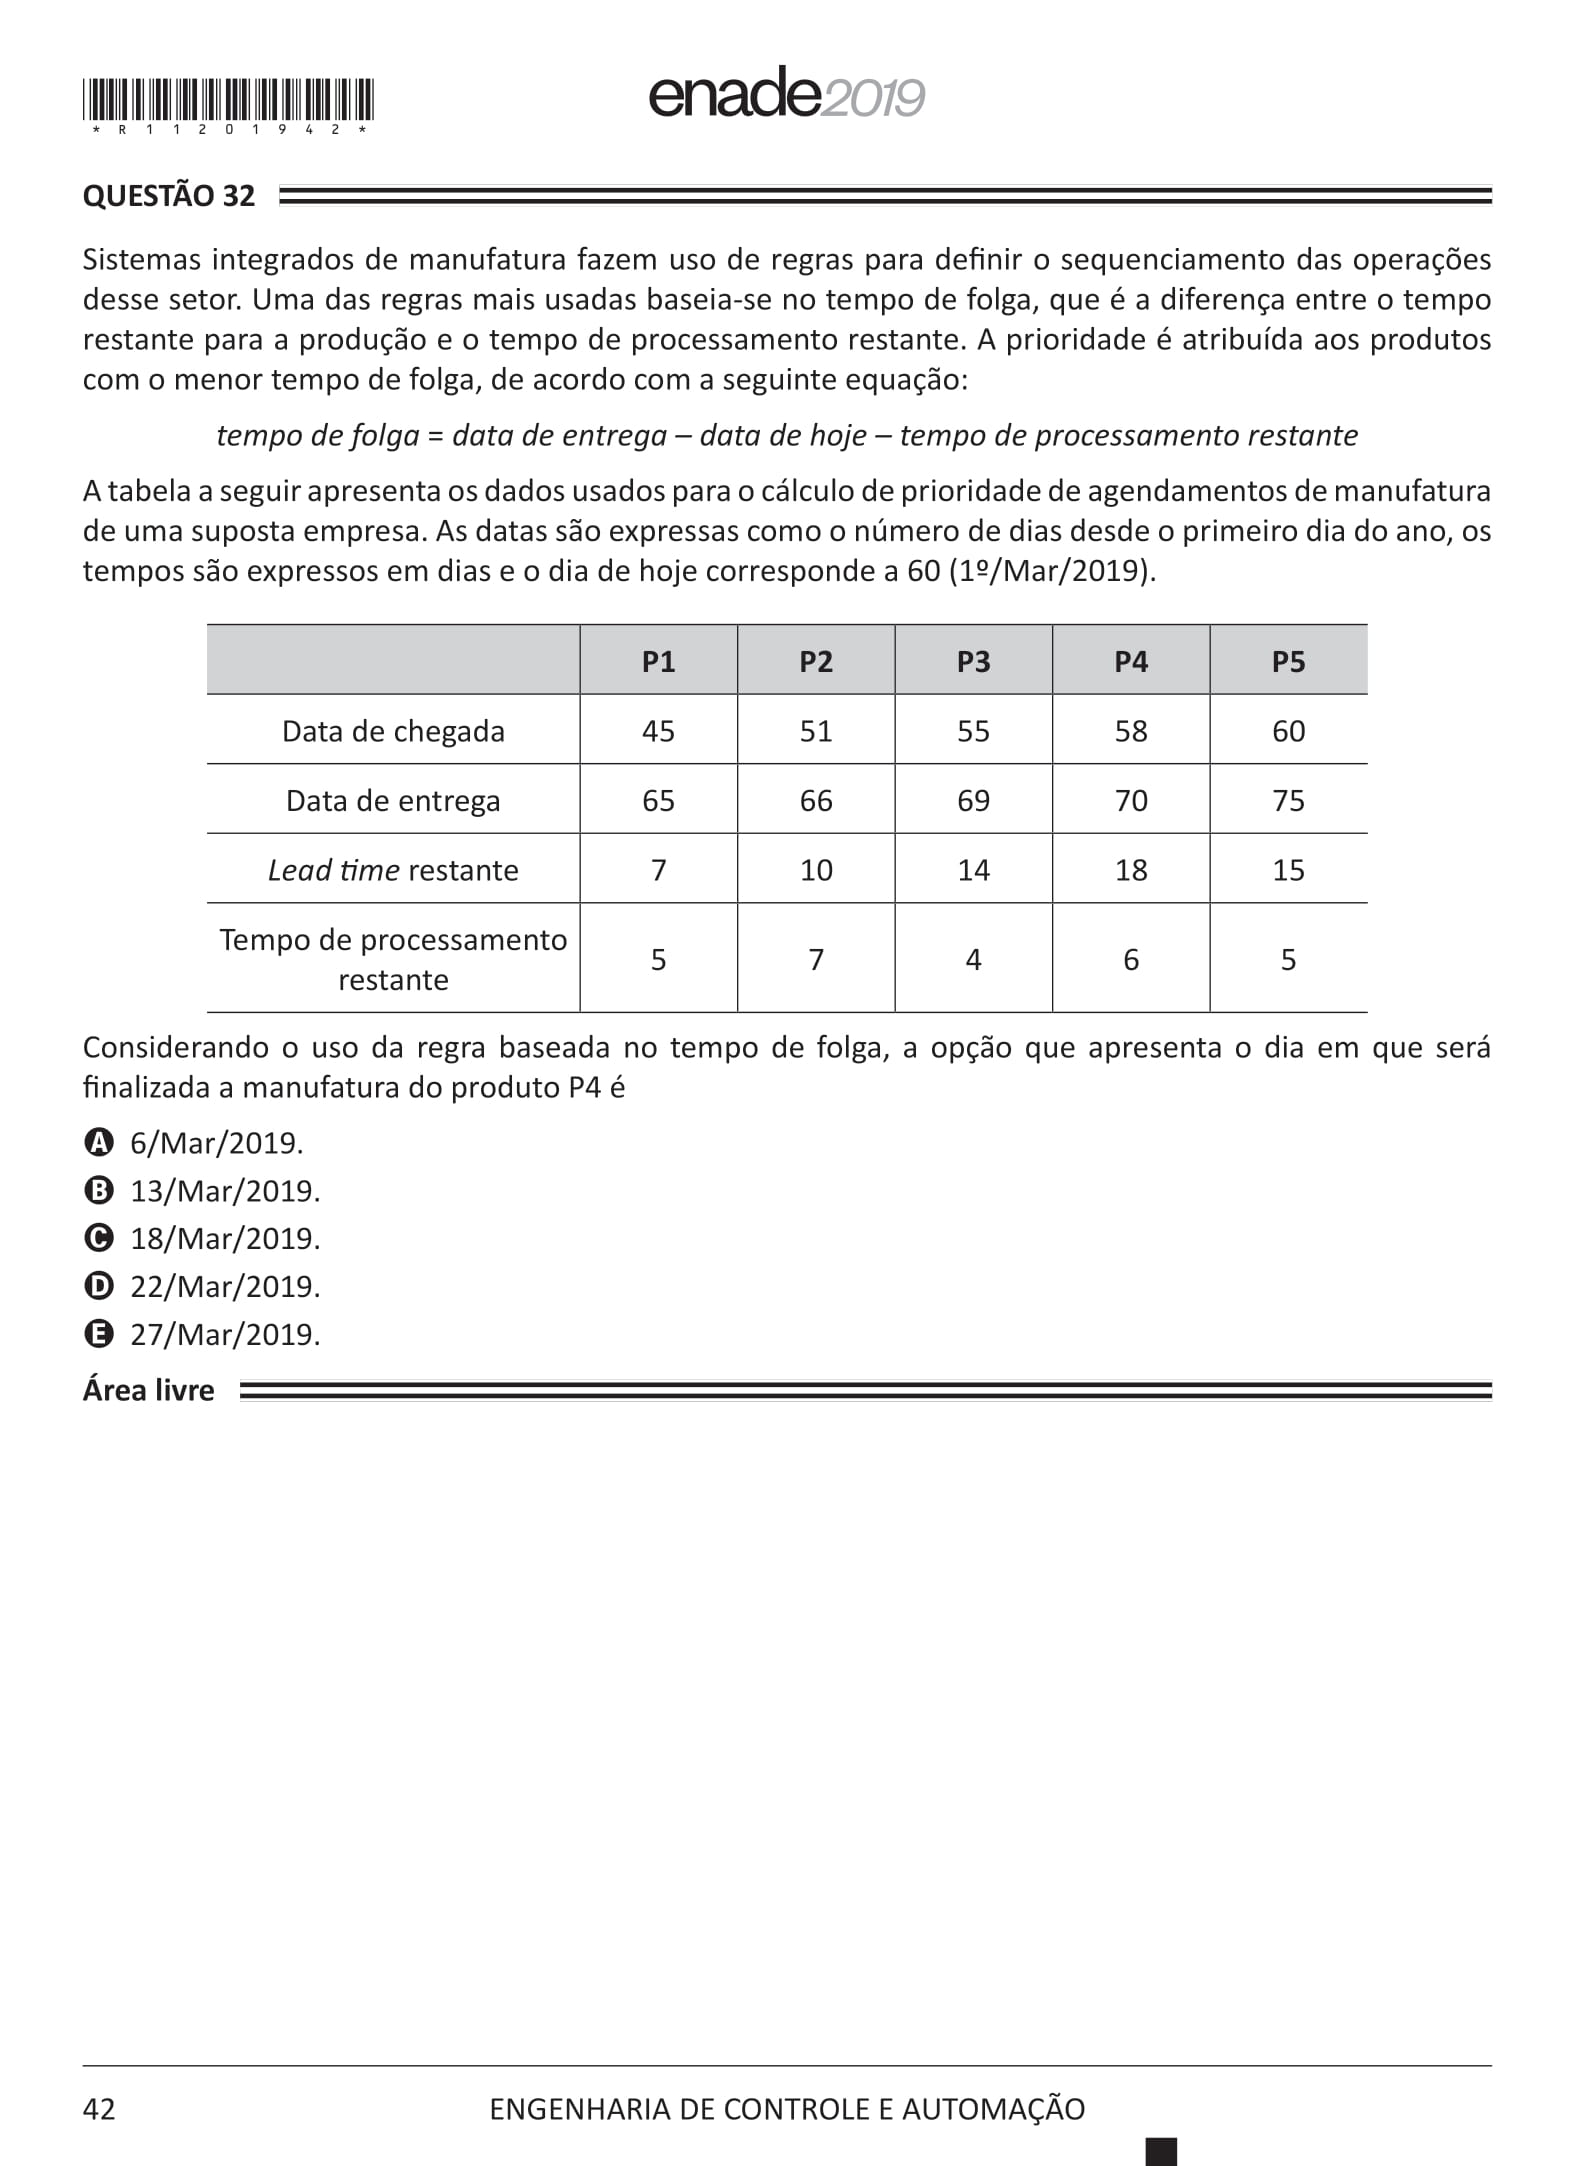 *R11201942*
enade2019
QUESTÃO 32
Sistemas integrados de manufatura fazem uso de regras para definir o sequenciamento das operações
desse setor. Uma das regras mais usadas baseia-se no tempo de folga, que é a diferença entre o tempo
restante para a produção e o tempo de processamento restante. A prioridade é atribuída aos produtos
com o menor tempo de folga, de acordo com a seguinte equação:
tempo de folga = data de entrega – data de hoje – tempo de processamento restante
A tabela a seguir apresenta os dados usados para o cálculo de prioridade de agendamentos de manufatura
de uma suposta empresa. As datas são expressas como o número de dias desde o primeiro dia do ano, os
tempos são expressos em dias e o dia de hoje corresponde a 60 (1º/Mar/2019).
P1 P2 P3 P4 P5
Data de chegada 45 51 55 58 60
Data de entrega 65 66 69 70 75
Lead time restante 7 10 14 18 15
Tempo de processamento
restante 5 7 4 6 5
Considerando o uso da regra baseada no tempo de folga, a opção que apresenta o dia em que será
finalizada a manufatura do produto P4 é
A 6/Mar/2019.
B 13/Mar/2019.
C 18/Mar/2019.
D 22/Mar/2019.
E 27/Mar/2019.
Área livre
42 ENGENHARIA DE CONTROLE E AUTOMAÇÃO